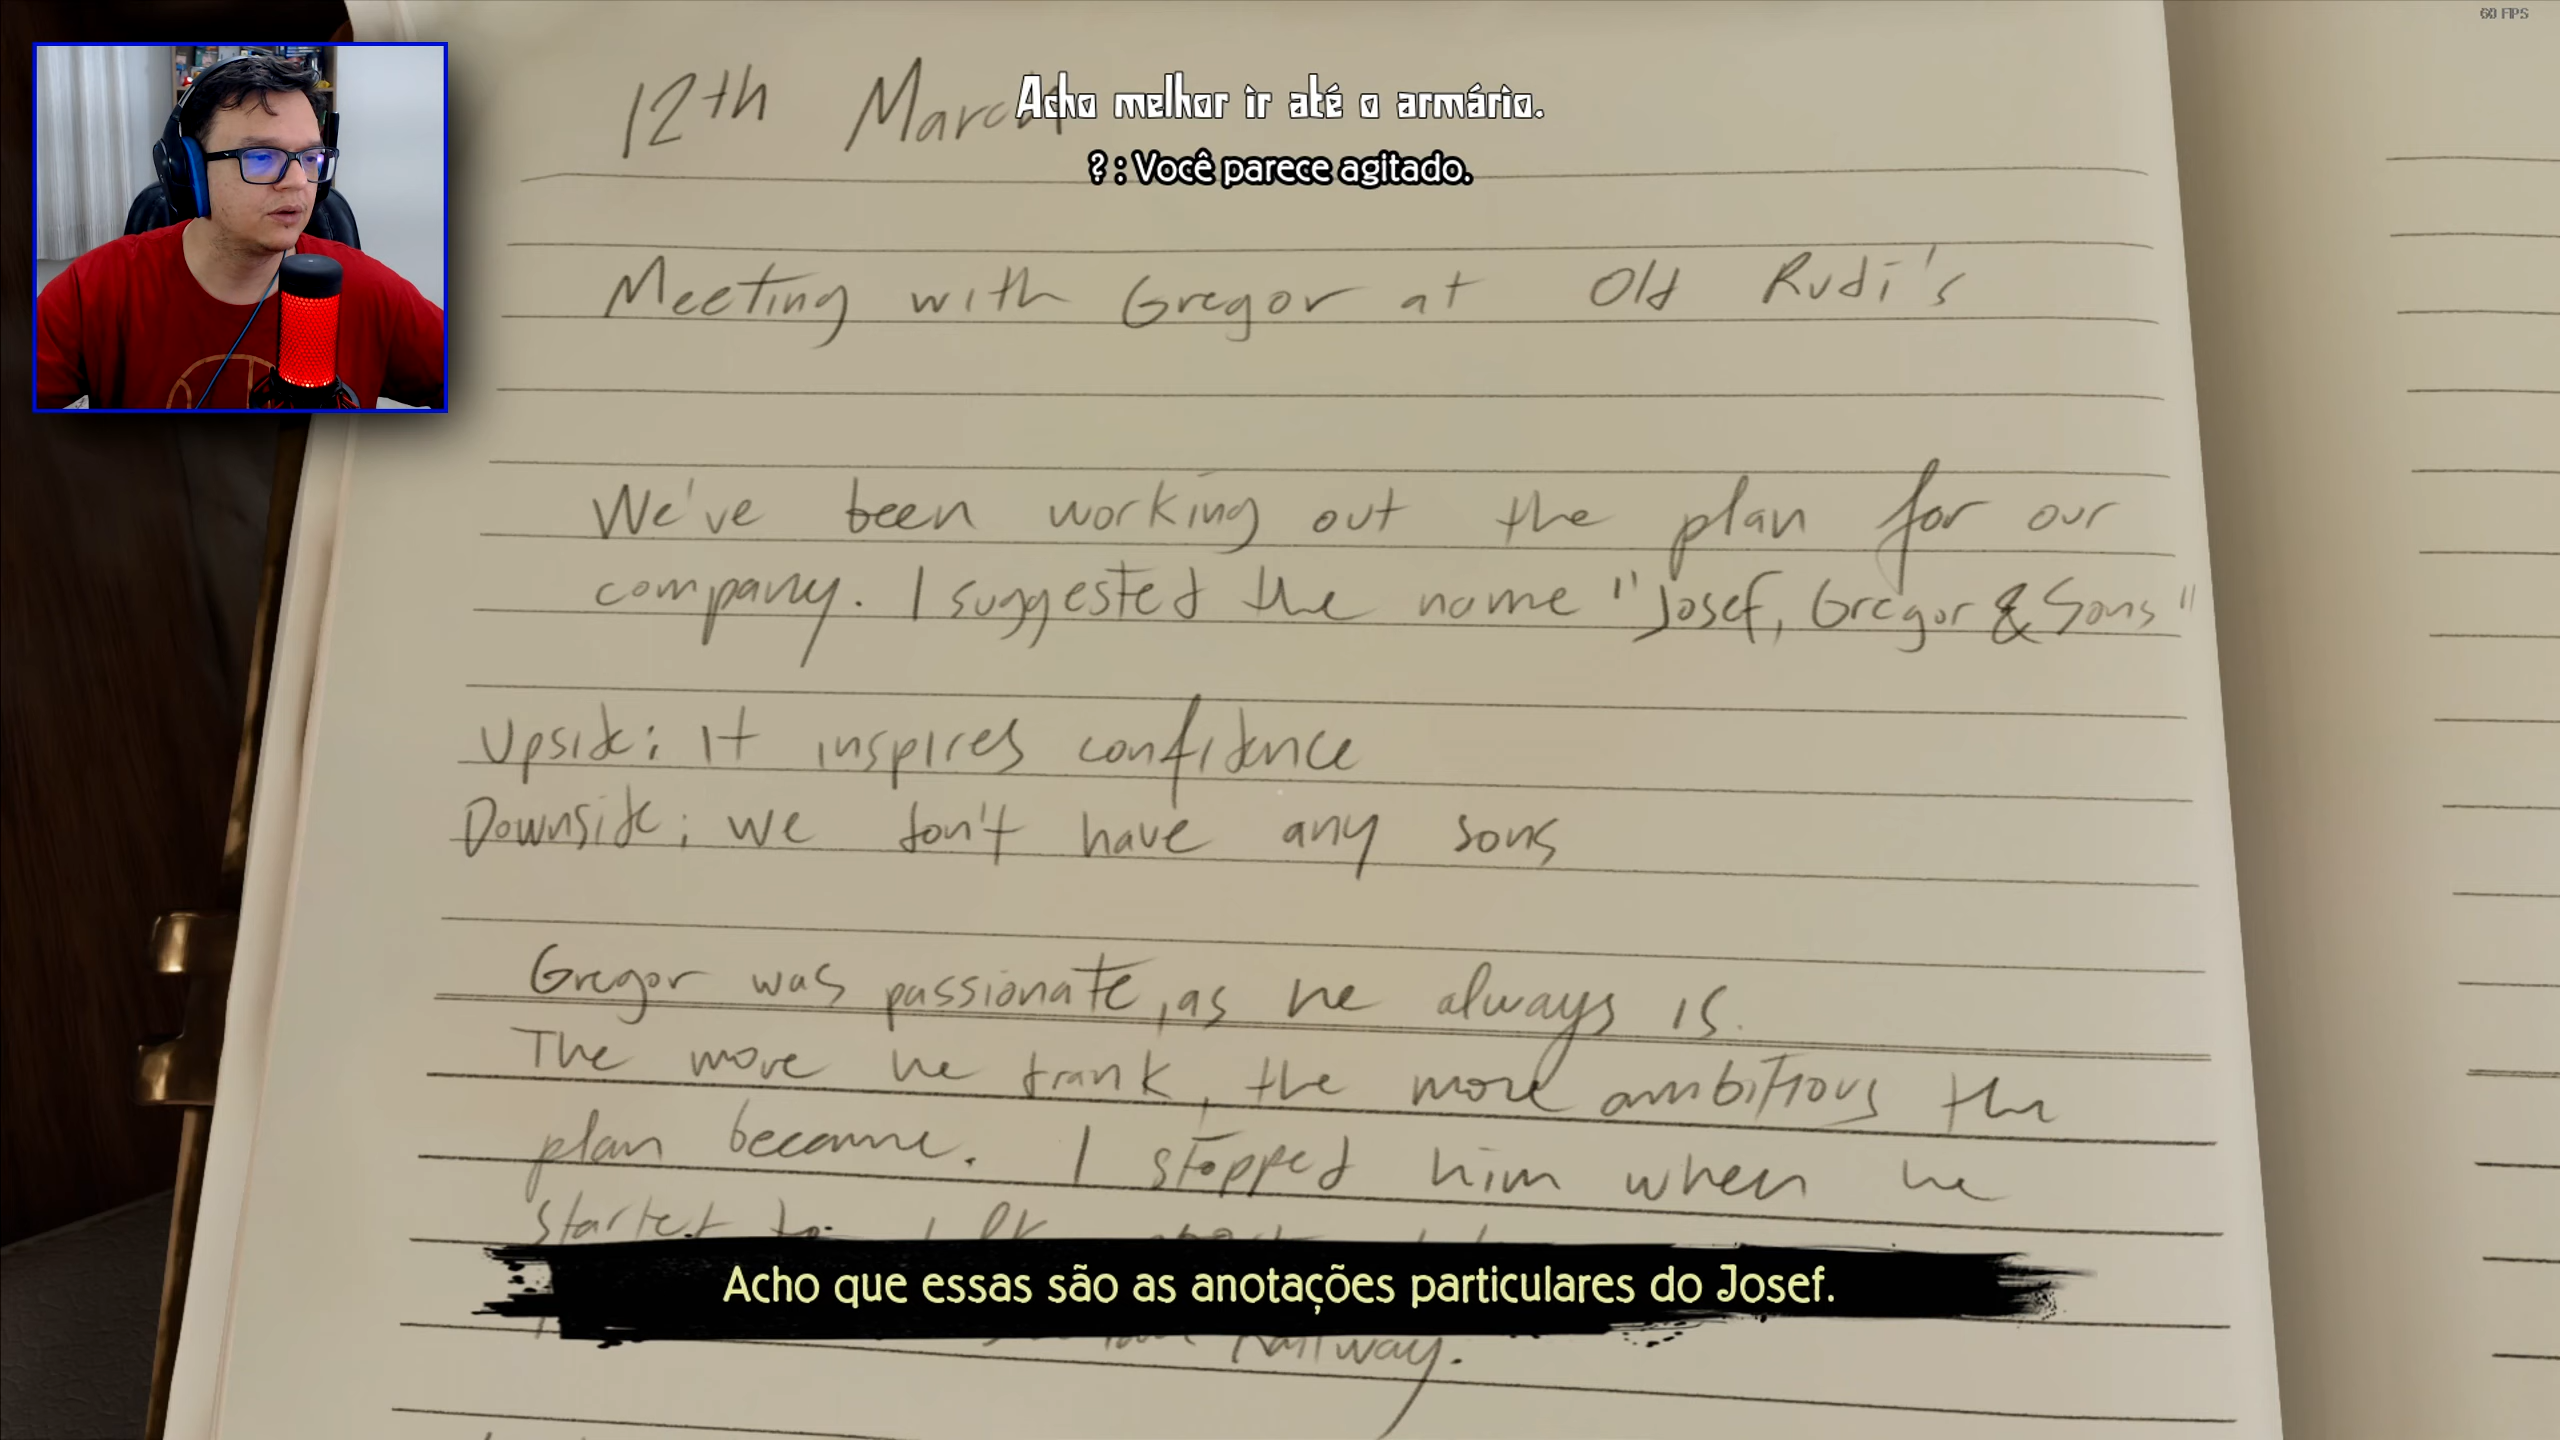 60 FPS
12th March
Acho melhor ir até o armário.
? : Você parece agitado.
Meeting with Gregor at Old Rudi's
We've been working out the plan for our
company. I suggested the name "Josef, Gregor & Sons"
Upside: It inspires confidence
Downside: we don't have any sons
Gregor was passionate, as he always is.
The more he drank, the more ambitious the
plan became. I stopped him when he
started to
Acho que essas são as anotações particulares do Josef.
Railway.